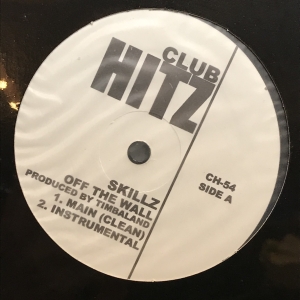 CLUB
HITZ
SKILLZ
OFF THE WALL
PRODUCED BY TIMBALAND
1. MAIN (CLEAN)
2. INSTRUMENTAL
CH-54
SIDE A